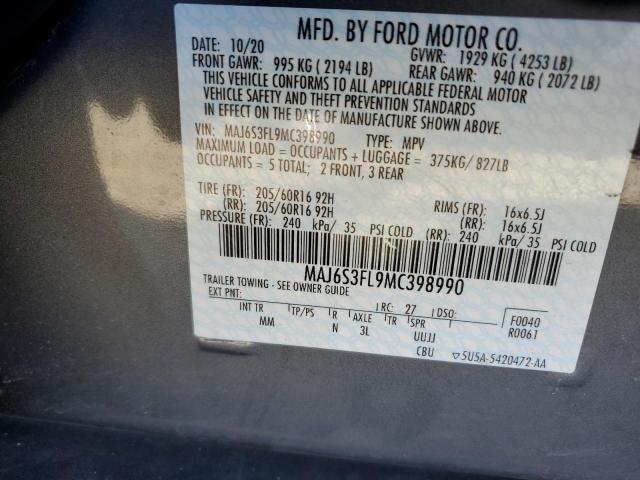 MFD. BY FORD MOTOR CO.
DATE: 10/20 GVWR: 1929 KG (4253 LB)
FRONT GAWR: 995 KG (2194 LB) REAR GAWR: 940 KG (2072 LB)
THIS VEHICLE CONFORMS TO ALL APPLICABLE FEDERAL MOTOR
VEHICLE SAFETY AND THEFT PREVENTION STANDARDS
IN EFFECT ON THE DATE OF MANUFACTURE SHOWN ABOVE.
VIN: MAJ6S3FL9MC398990 TYPE: MPV
MAXIMUM LOAD = OCCUPANTS + LUGGAGE = 375KG/ 827LB
OCCUPANTS = 5 TOTAL; 2 FRONT, 3 REAR
TIRE (FR): 205/60R16 92H RIMS (FR): 16x6.5J
(RR): 205/60R16 92H (RR): 16x6.5J
PRESSURE (FR): 240 kPa/ 35 PSI COLD (RR): 240 kPa/ 35 PSI COLD
MAJ6S3FL9MC398990
TRAILER TOWING - SEE OWNER GUIDE
EXT PNT: RC: 27 DSO: F0040
INT TR TP/PS R AXLE TR SPR R0061
MM N 3L UUJJ
CBU 5U5A-5420472-AA